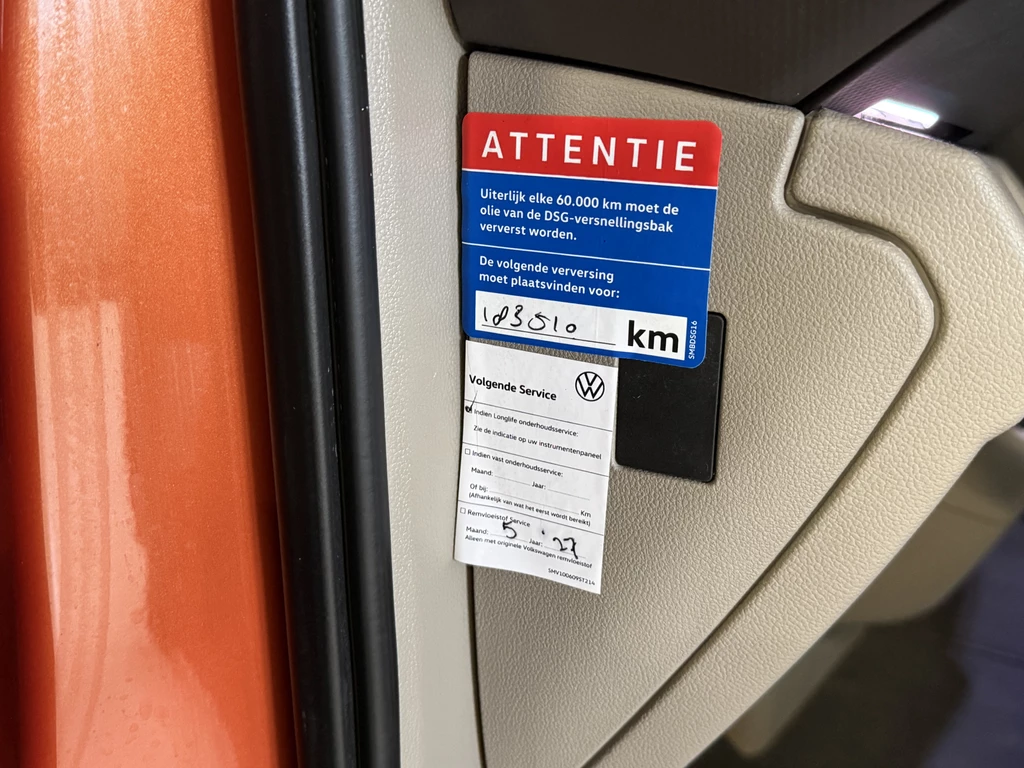 ATTENTIE
Uiterlijk elke 60.000 km moet de
olie van de DSG-versnellingsbak
ververst worden.
De volgende verversing
moet plaatsvinden voor:
183510 km
SMBDSG16
Volgende Service
Indien Longlife onderhoudsservice:
Zie de indicatie op uw instrumentenpaneel
Indien vast onderhoudsservice:
Maand: Jaar:
Of bij: Km
(Afhankelijk van wat het eerst wordt bereikt)
Remvloeistof Service
Maand: 5 Jaar: '27
Alleen met originele Volkswagen remvloeistof